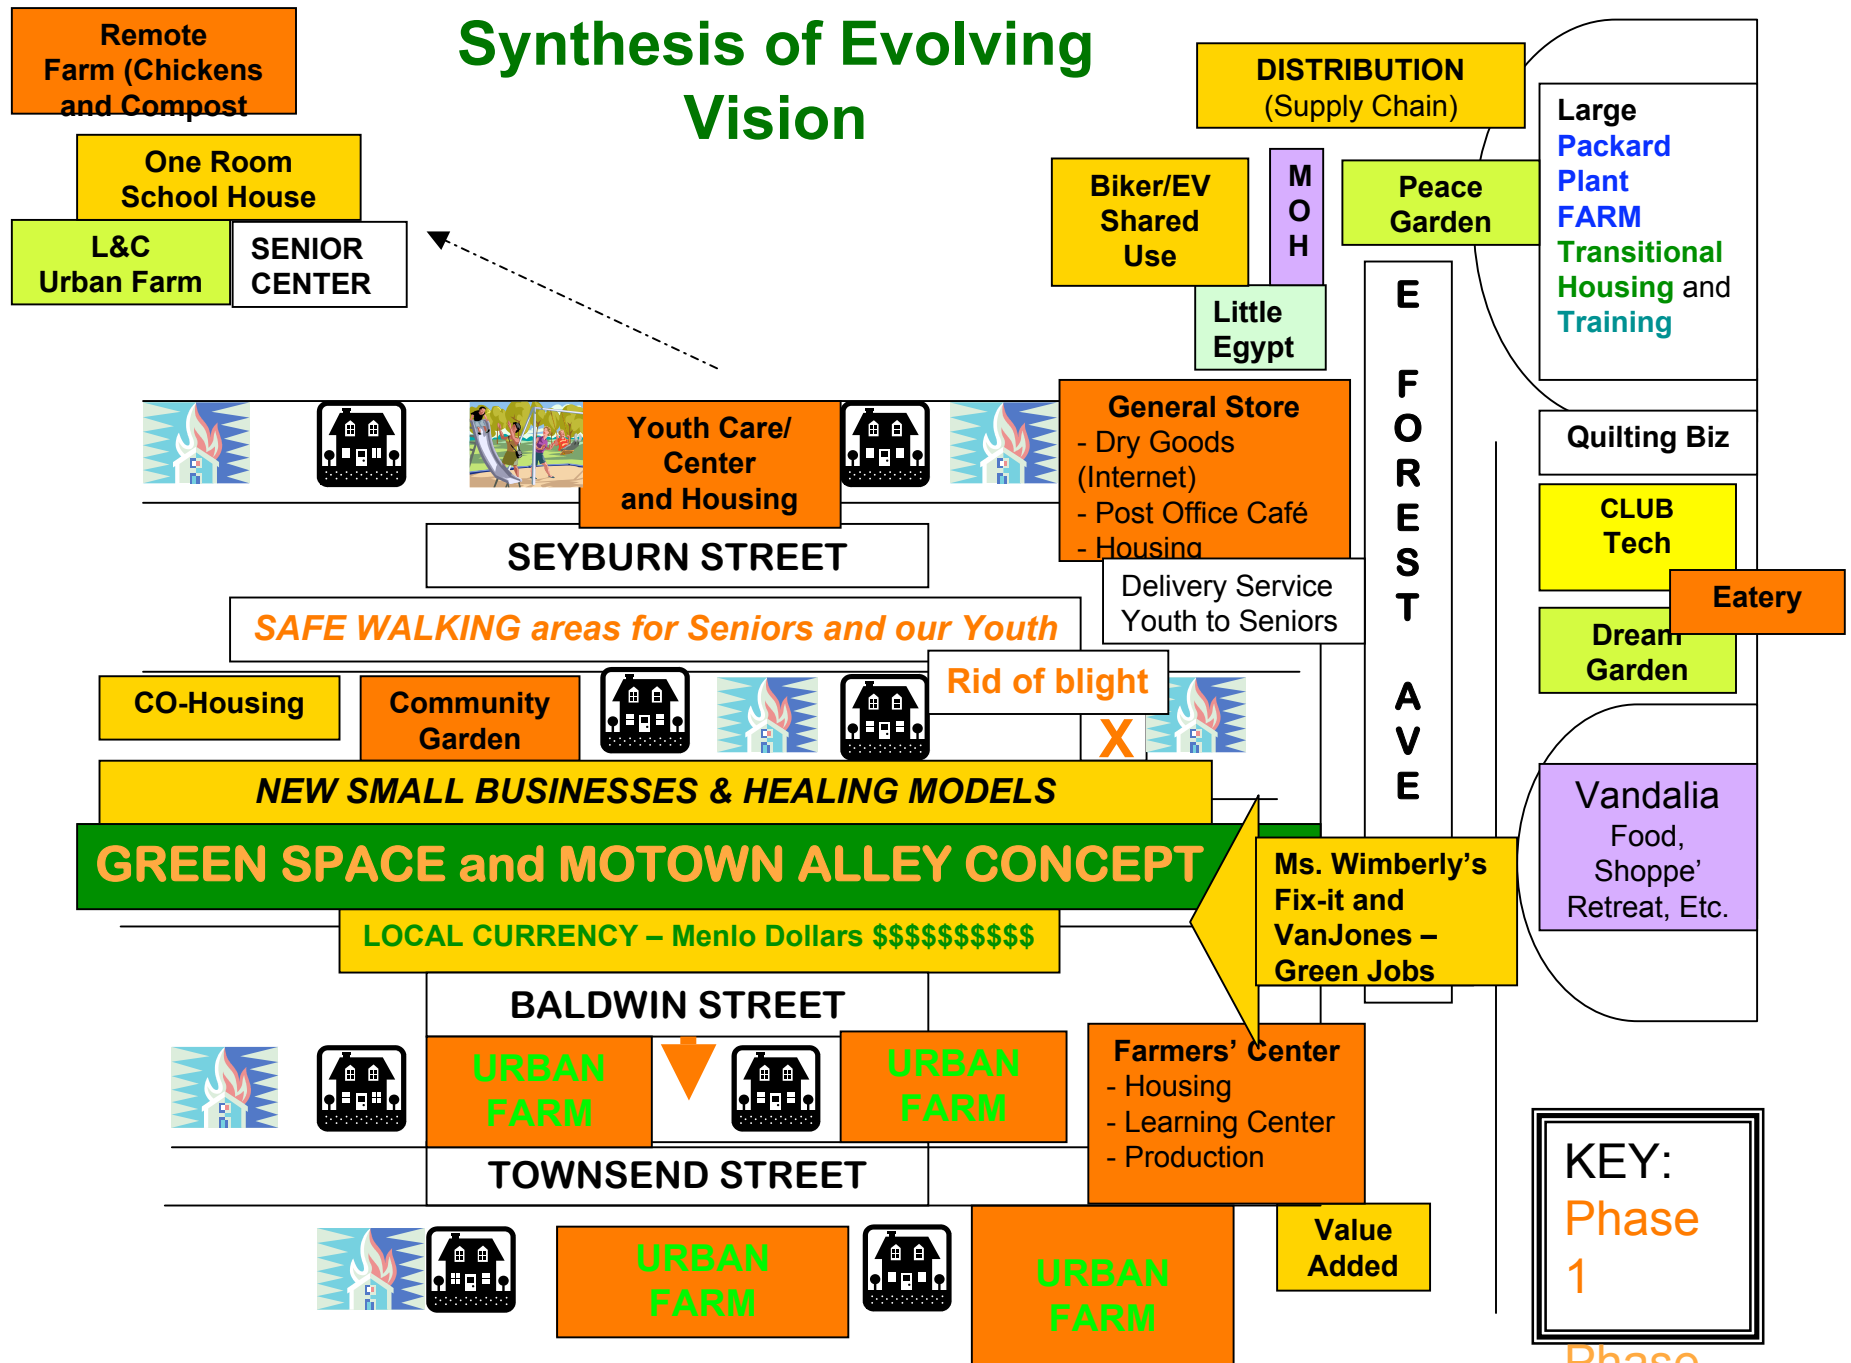 Synthesis of Evolving
Vision
Remote
Farm (Chickens
and Compost
One Room
School House
L&C
Urban Farm
SENIOR
CENTER
DISTRIBUTION
(Supply Chain)
Biker/EV
Shared
Use
M
O
H
Peace
Garden
Little
Egypt
Large
Packard
Plant
FARM
Transitional
Housing and
Training
E
F
O
R
E
S
T
A
V
E
Youth Care/
Center
and Housing
General Store
- Dry Goods
(Internet)
- Post Office Café
- Housing
Quilting Biz
CLUB
Tech
Eatery
Dream
Garden
SEYBURN STREET
Delivery Service
Youth to Seniors
SAFE WALKING areas for Seniors and our Youth
Rid of blight
CO-Housing
Community
Garden
X
NEW SMALL BUSINESSES & HEALING MODELS
GREEN SPACE and MOTOWN ALLEY CONCEPT
Ms. Wimberly's
Fix-it and
VanJones –
Green Jobs
Vandalia
Food,
Shoppe'
Retreat, Etc.
LOCAL CURRENCY – Menlo Dollars $$$$$$$$$$
BALDWIN STREET
URBAN
FARM
URBAN
FARM
Farmers' Center
- Housing
- Learning Center
- Production
TOWNSEND STREET
Value
Added
URBAN
FARM
URBAN
FARM
KEY:
Phase
1
Phase